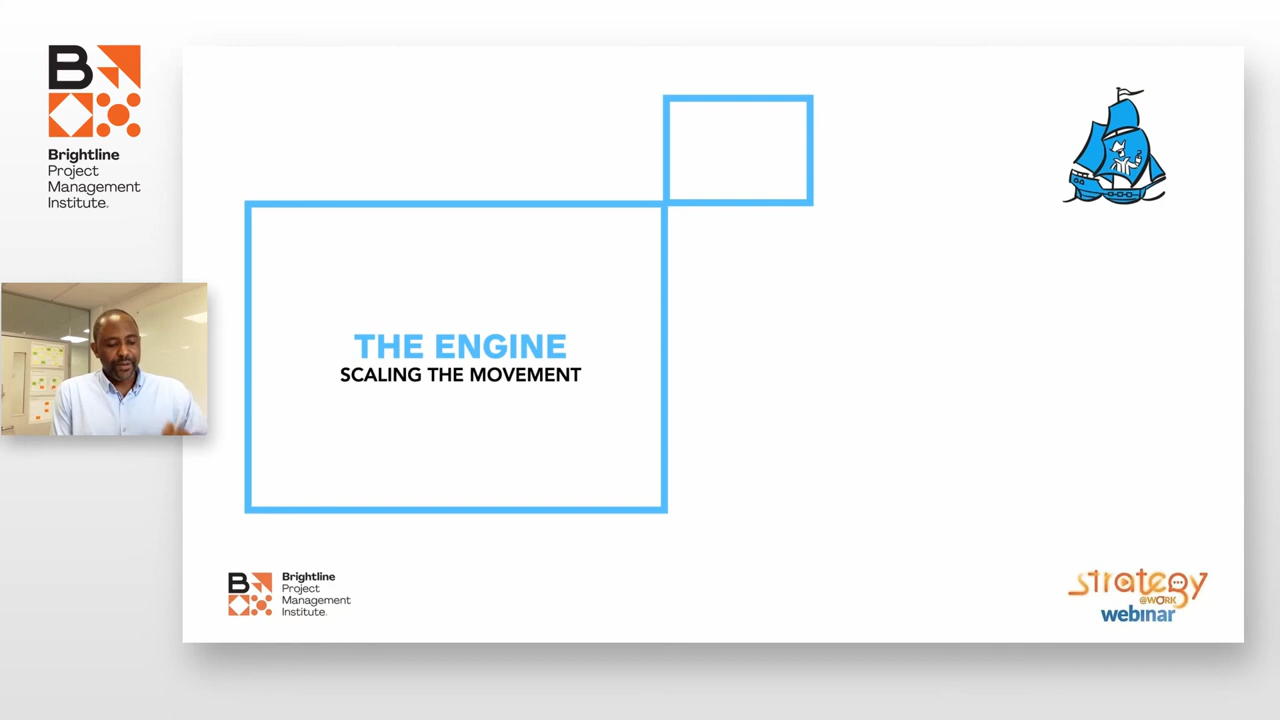 B
Brightline
Project
Management
Institute.
THE ENGINE
SCALING THE MOVEMENT
B
Brightline
Project
Management
Institute.
strategy
@WORK
webinar